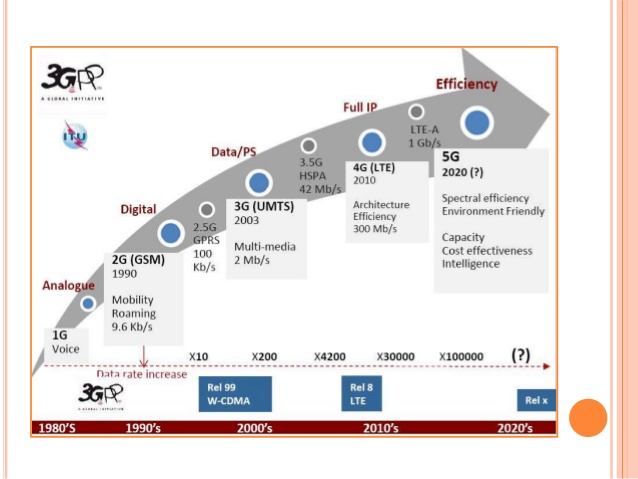 3GPP
A GLOBAL INITIATIVE
ITU
Efficiency
Full IP
Data/PS
Digital
Analogue
1G
Voice
2G (GSM)
1990
Mobility
Roaming
9.6 Kb/s
2.5G
GPRS
100
Kb/s
3G (UMTS)
2003
Multi-media
2 Mb/s
3.5G
HSPA
42 Mb/s
4G (LTE)
2010
Architecture
Efficiency
300 Mb/s
LTE-A
1 Gb/s
5G
2020 (?)
Spectral efficiency
Environment Friendly
Capacity
Cost effectiveness
Intelligence
X10 X200 X4200 X30000 X100000 (?)
Data rate increase
3GPP
A GLOBAL INITIATIVE
Rel 99
W-CDMA
Rel 8
LTE
Rel x
1980'S 1990's 2000's 2010's 2020's